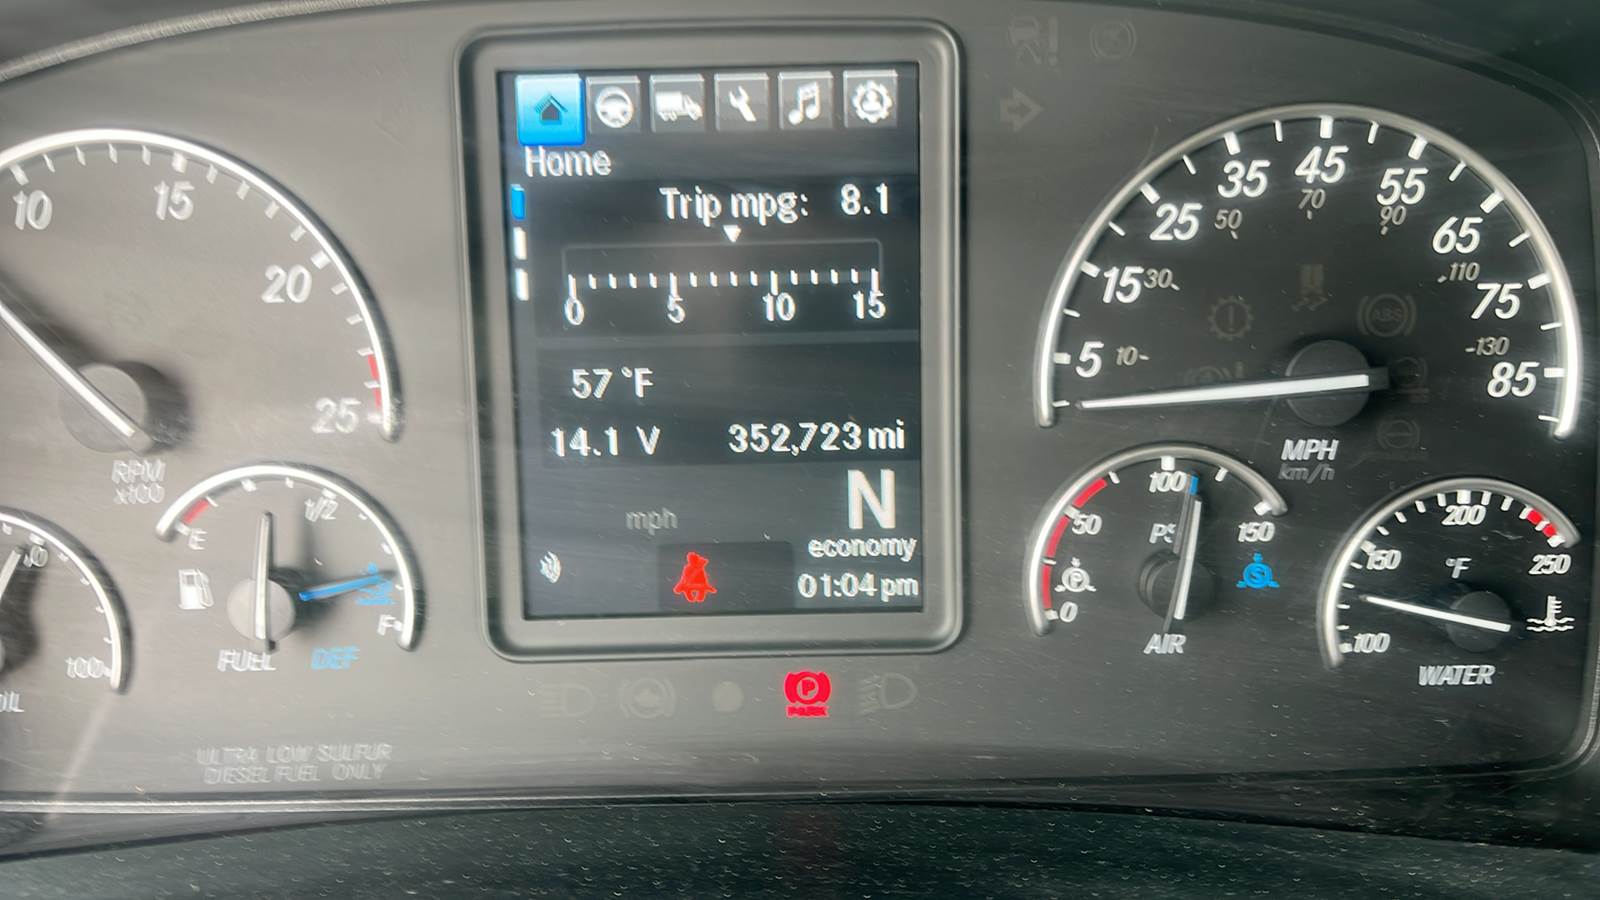 Home
Trip mpg: 8.1
0 5 10 15
57 °F
14.1 V 352,723 mi
N
mph
economy
01:04 pm
10 15 20 25
RPM
x100
E 1/2 F
FUEL DEF
100
ULTRA LOW SULFUR
DIESEL FUEL ONLY
P
PARK
5 15 25 35 45 55 65 75 85
10 30 50 70 90 110 130
MPH
km/h
ABS
0 50 100 150
P
S
AIR
100 150 200 250
°F
WATER